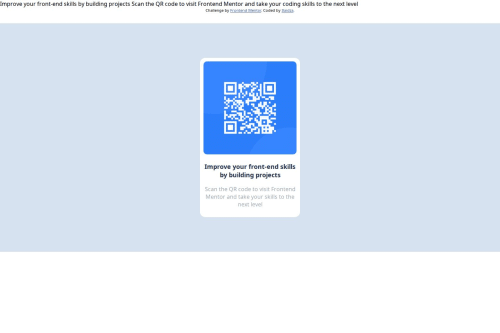 Improve your front-end skills by building projects Scan the QR code to visit Frontend Mentor and take your coding skills to the next level
Challenge by Frontend Mentor. Coded by
Improve your front-end skills
by building projects
Scan the QR code to visit Frontend
Mentor and take your skills to the
next level